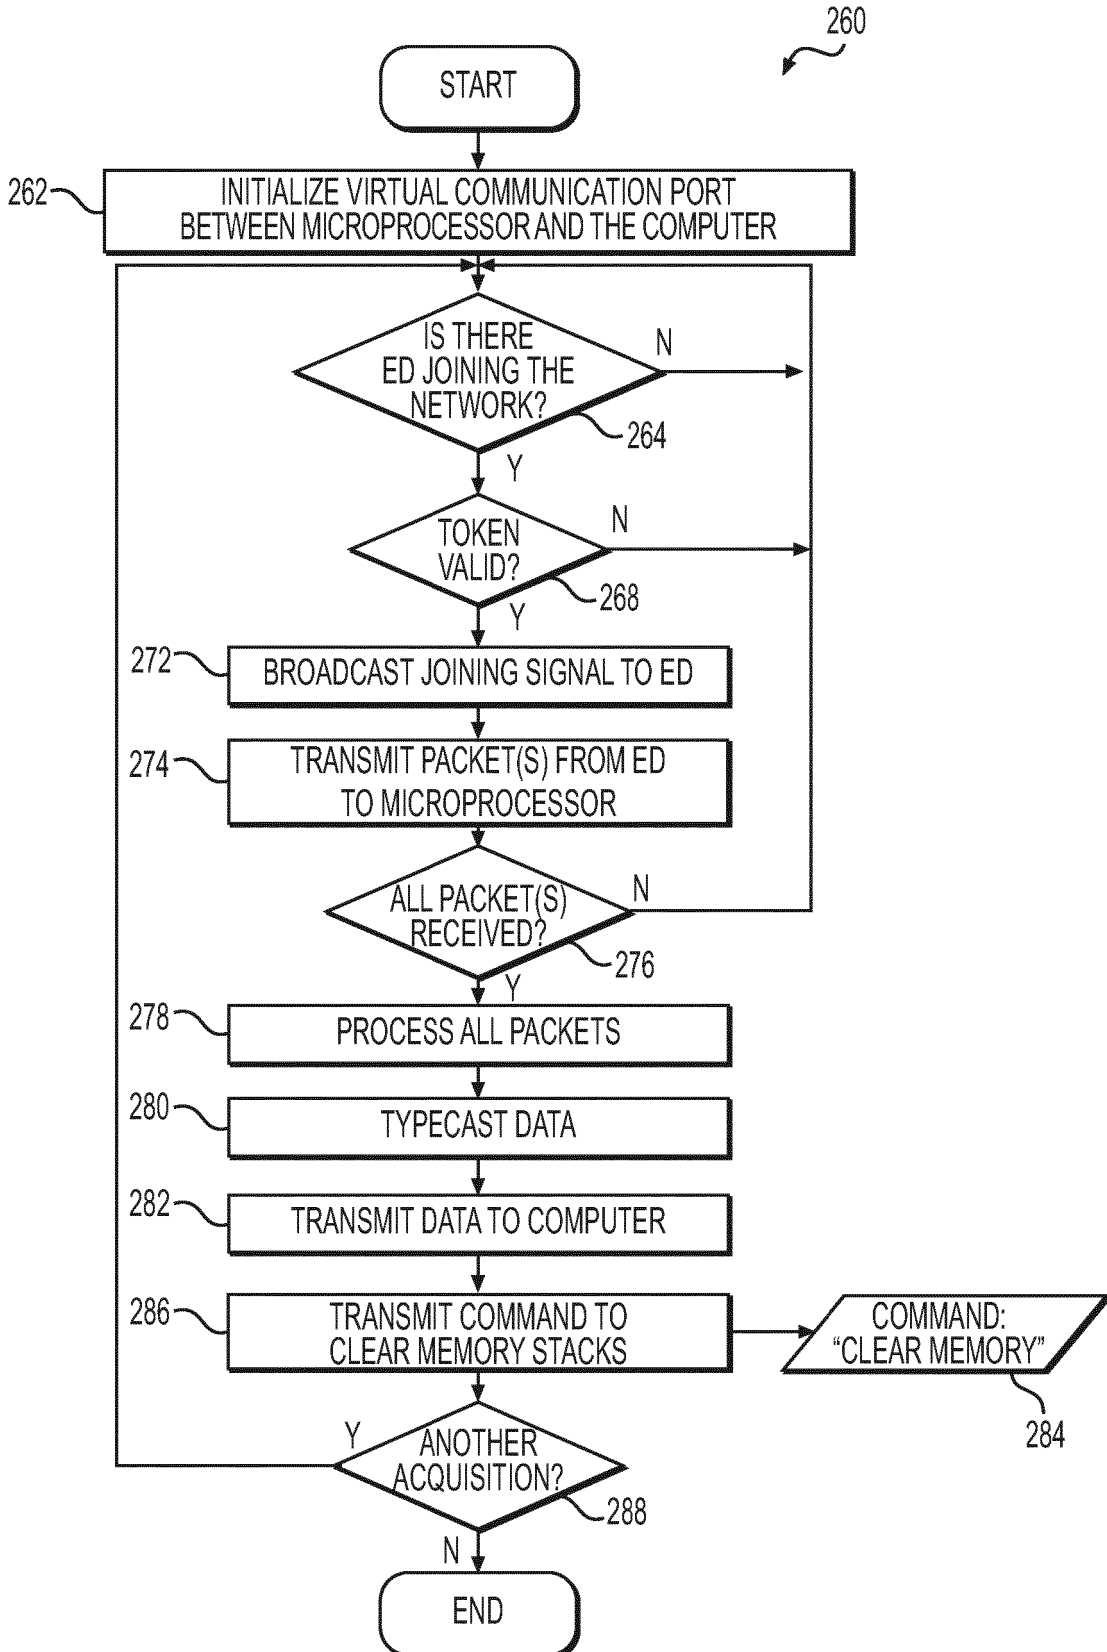 260
START
262
INITIALIZE VIRTUAL COMMUNICATION PORT
BETWEEN MICROPROCESSOR AND THE COMPUTER
IS THERE
ED JOINING THE
NETWORK?
N
264
Y
TOKEN
VALID?
N
268
Y
272
BROADCAST JOINING SIGNAL TO ED
274
TRANSMIT PACKET(S) FROM ED
TO MICROPROCESSOR
ALL PACKET(S)
RECEIVED?
N
276
Y
278
PROCESS ALL PACKETS
280
TYPECAST DATA
282
TRANSMIT DATA TO COMPUTER
286
TRANSMIT COMMAND TO
CLEAR MEMORY STACKS
COMMAND:
“CLEAR MEMORY”
284
Y
ANOTHER
ACQUISITION?
288
N
END